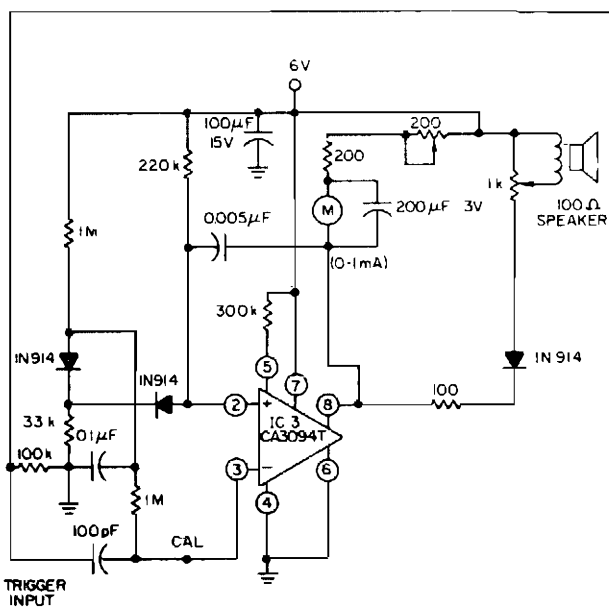 6V
100μF
15V
220k
200
200
1k
100Ω
SPEAKER
1M
0.005μF
M
200μF 3V
(0-1mA)
300k
1N914
1N914
1N914
5
7
2
+
IC 3
CA3094T
8
100
33k
01μF
100k
3
−
6
4
1M
100pF
CAL
TRIGGER
INPUT